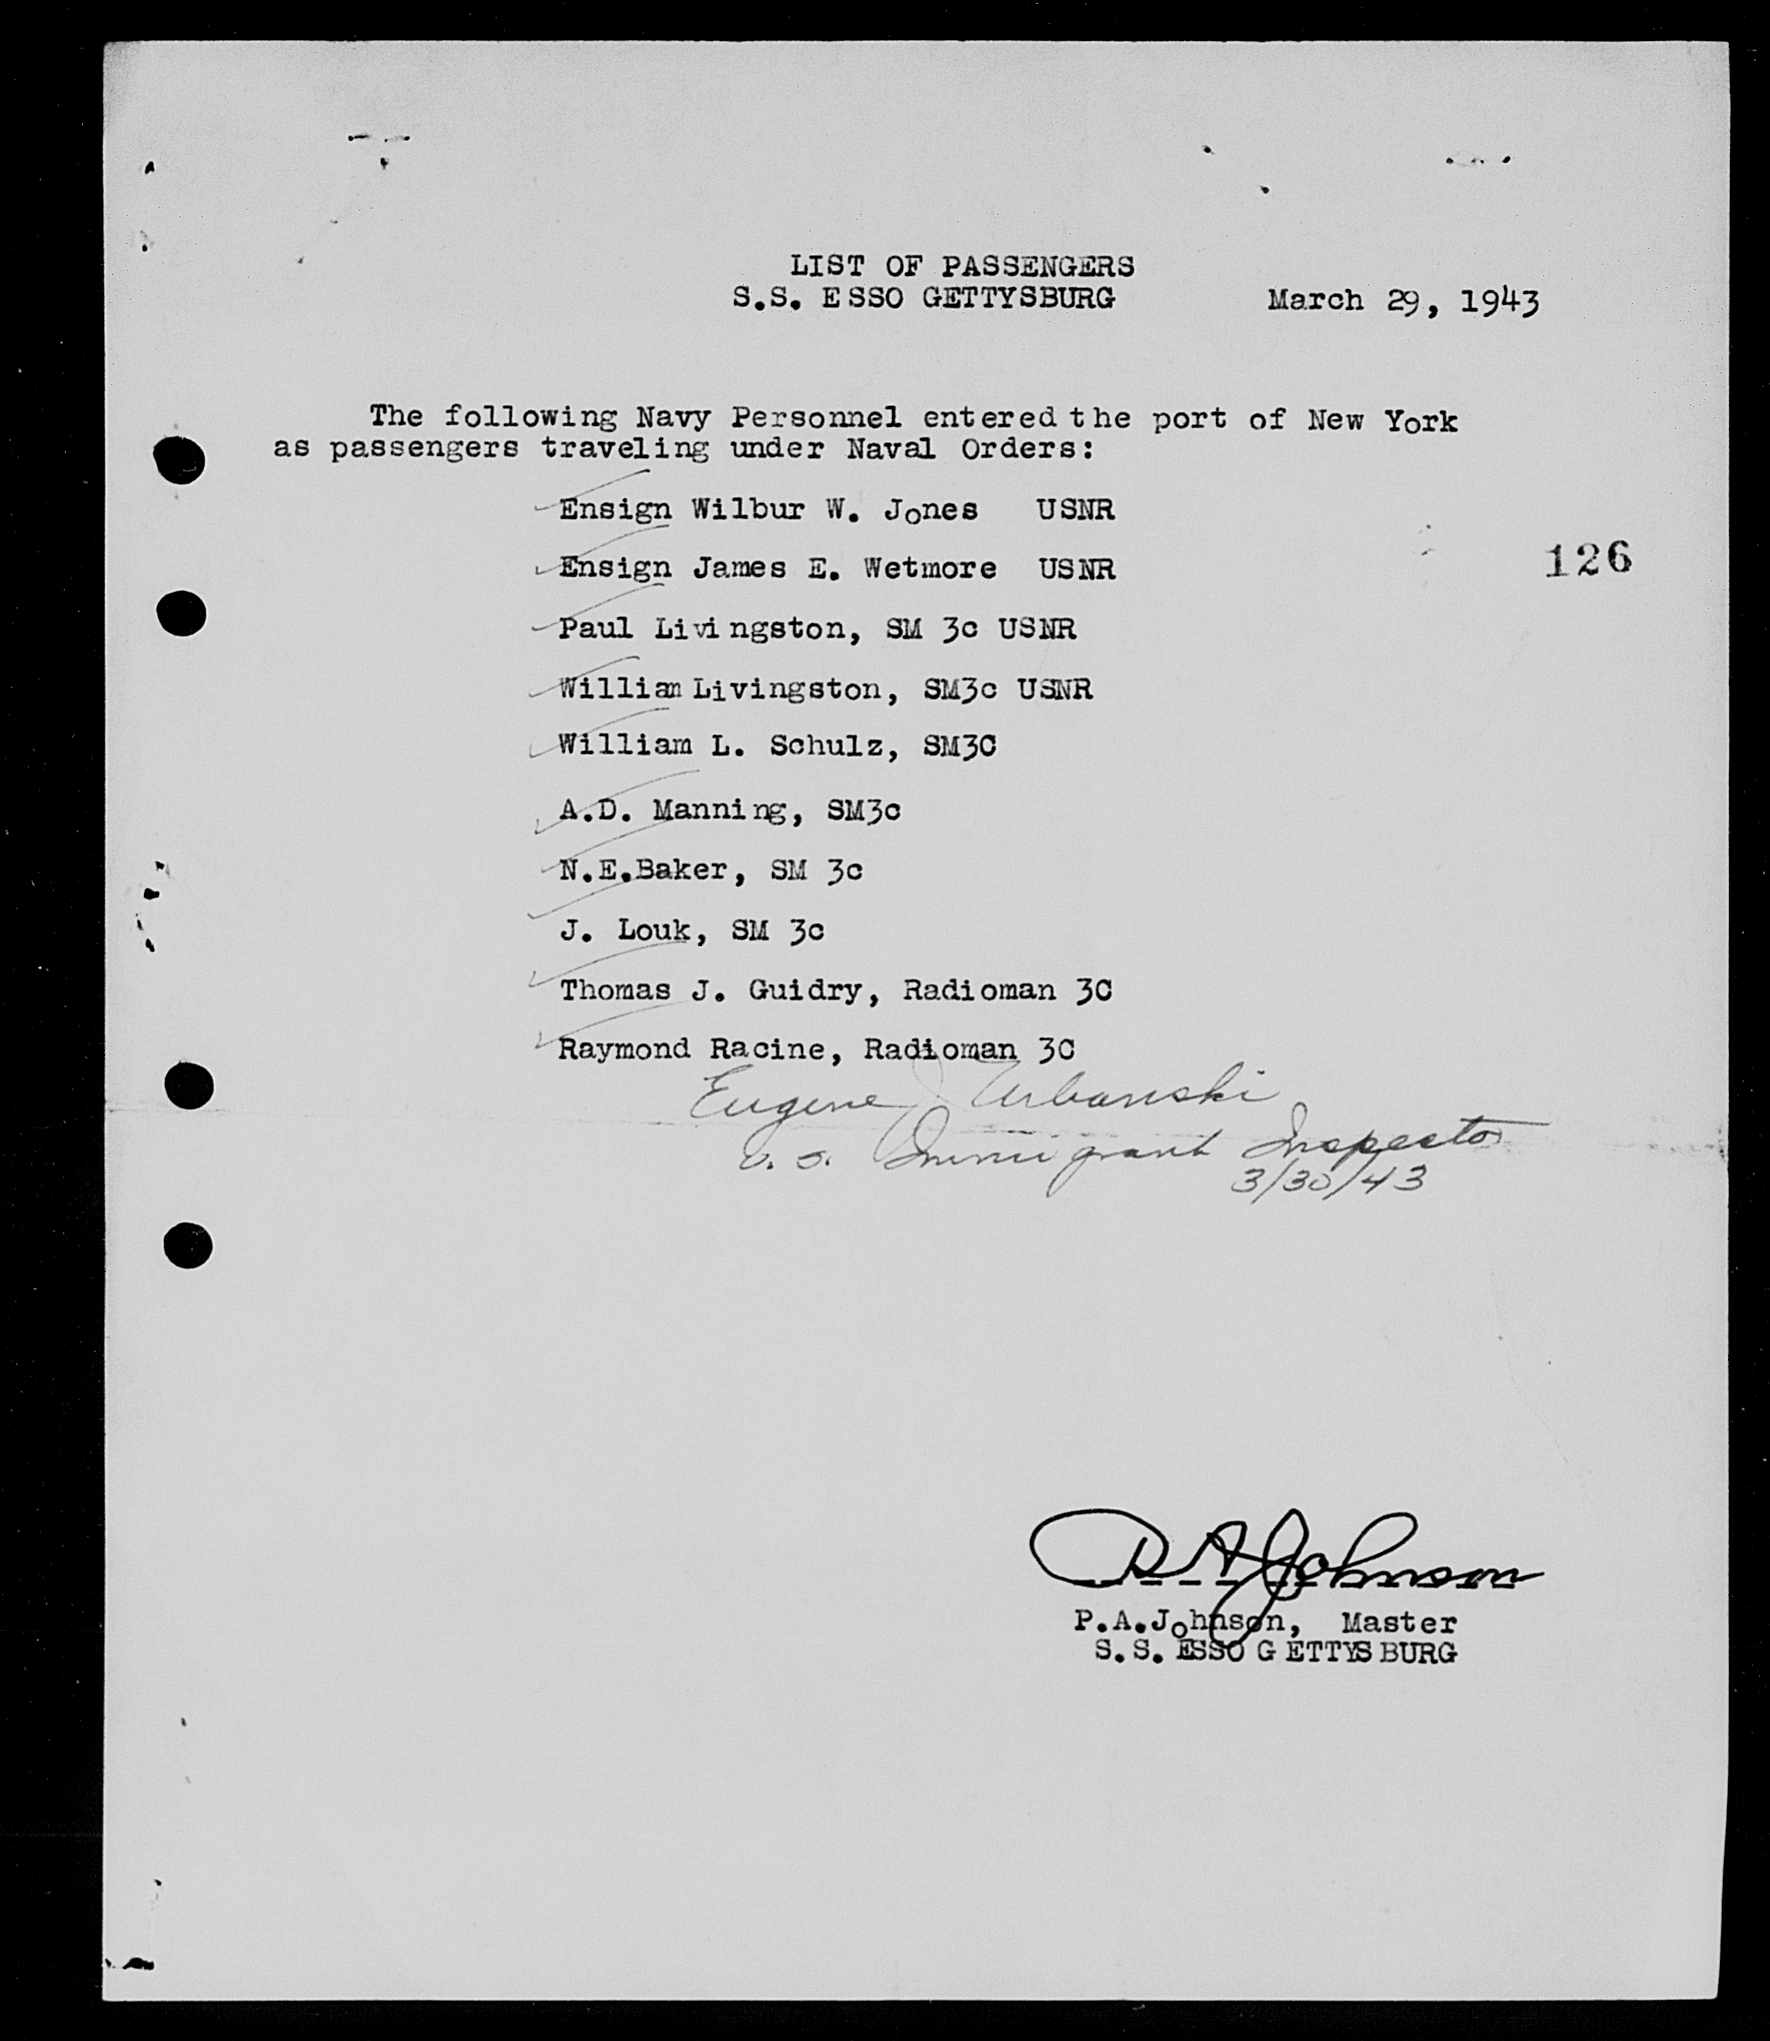 LIST OF PASSENGERS
S.S. ESSO GETTYSBURG March 29, 1943
The following Navy Personnel entered the port of New York
as passengers traveling under Naval Orders:
Ensign Wilbur W. Jones USNR
Ensign James E. Wetmore USNR
126
Paul Livingston, SM 3c USNR
William Livingston, SM3c USNR
William L. Schulz, SM3C
A.D. Manning, SM3c
N.E.Baker, SM 3c
J. Louk, SM 3c
Thomas J. Guidry, Radioman 3C
Raymond Racine, Radioman 3C
Eugene J Urbanski
U.S. Immigrant Inspector
3/30/43
P A Johnson
P.A.Johnson, Master
S.S. ESSO GETTYSBURG